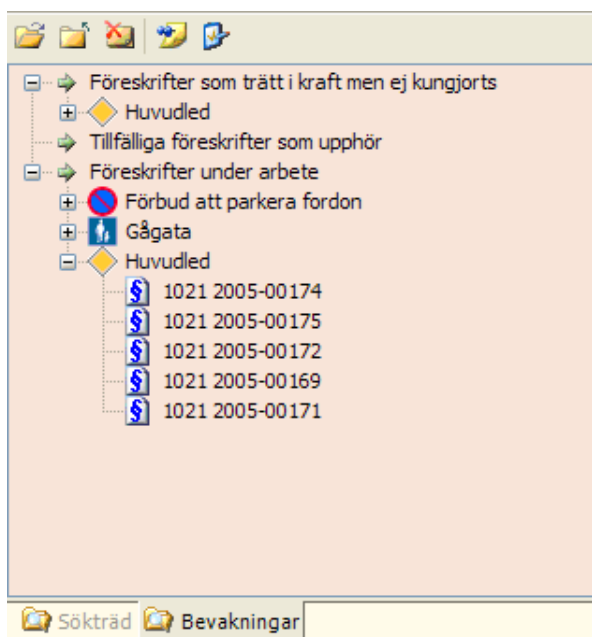 Föreskrifter som trätt i kraft men ej kungjorts
Huvudled
Tillfälliga föreskrifter som upphör
Föreskrifter under arbete
Förbud att parkera fordon
Gågata
Huvudled
§ 1021 2005-00174
§ 1021 2005-00175
§ 1021 2005-00172
§ 1021 2005-00169
§ 1021 2005-00171
Sökträd Bevakningar